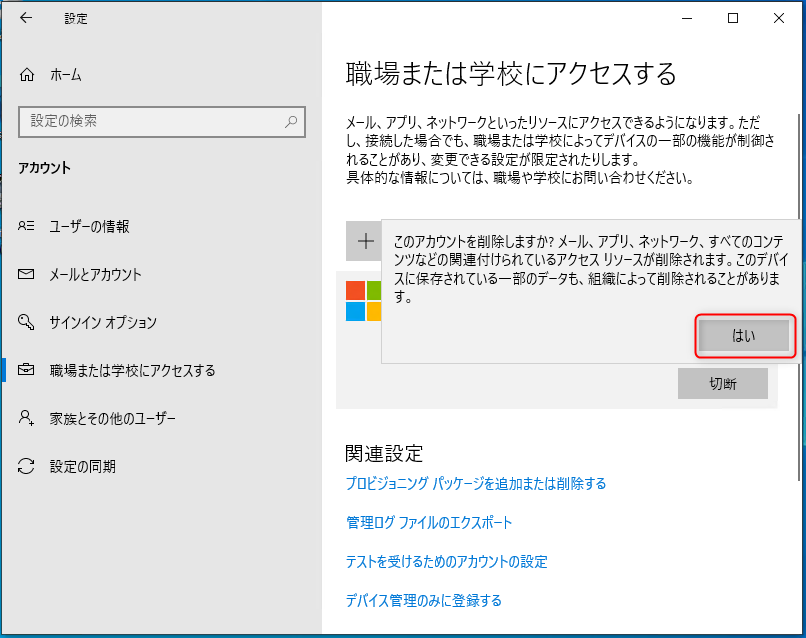 設定
ホーム
設定の検索
アカウント
ユーザーの情報
メールとアカウント
サインイン オプション
職場または学校にアクセスする
家族とその他のユーザー
設定の同期
職場または学校にアクセスする
メール、アプリ、ネットワークといったリソースにアクセスできるようになります。ただ
し、接続した場合でも、職場または学校によってデバイスの一部の機能が制御さ
れることがあり、変更できる設定が限定されたりします。
具体的な情報については、職場や学校にお問い合わせください。
このアカウントを削除しますか? メール、アプリ、ネットワーク、すべてのコンテ
ンツなどの関連付けられているアクセス リソースが削除されます。このデバイ
スに保存されている一部のデータも、組織によって削除されることがありま
す。
はい
切断
関連設定
プロビジョニング パッケージを追加または削除する
管理ログ ファイルのエクスポート
テストを受けるためのアカウントの設定
デバイス管理のみに登録する